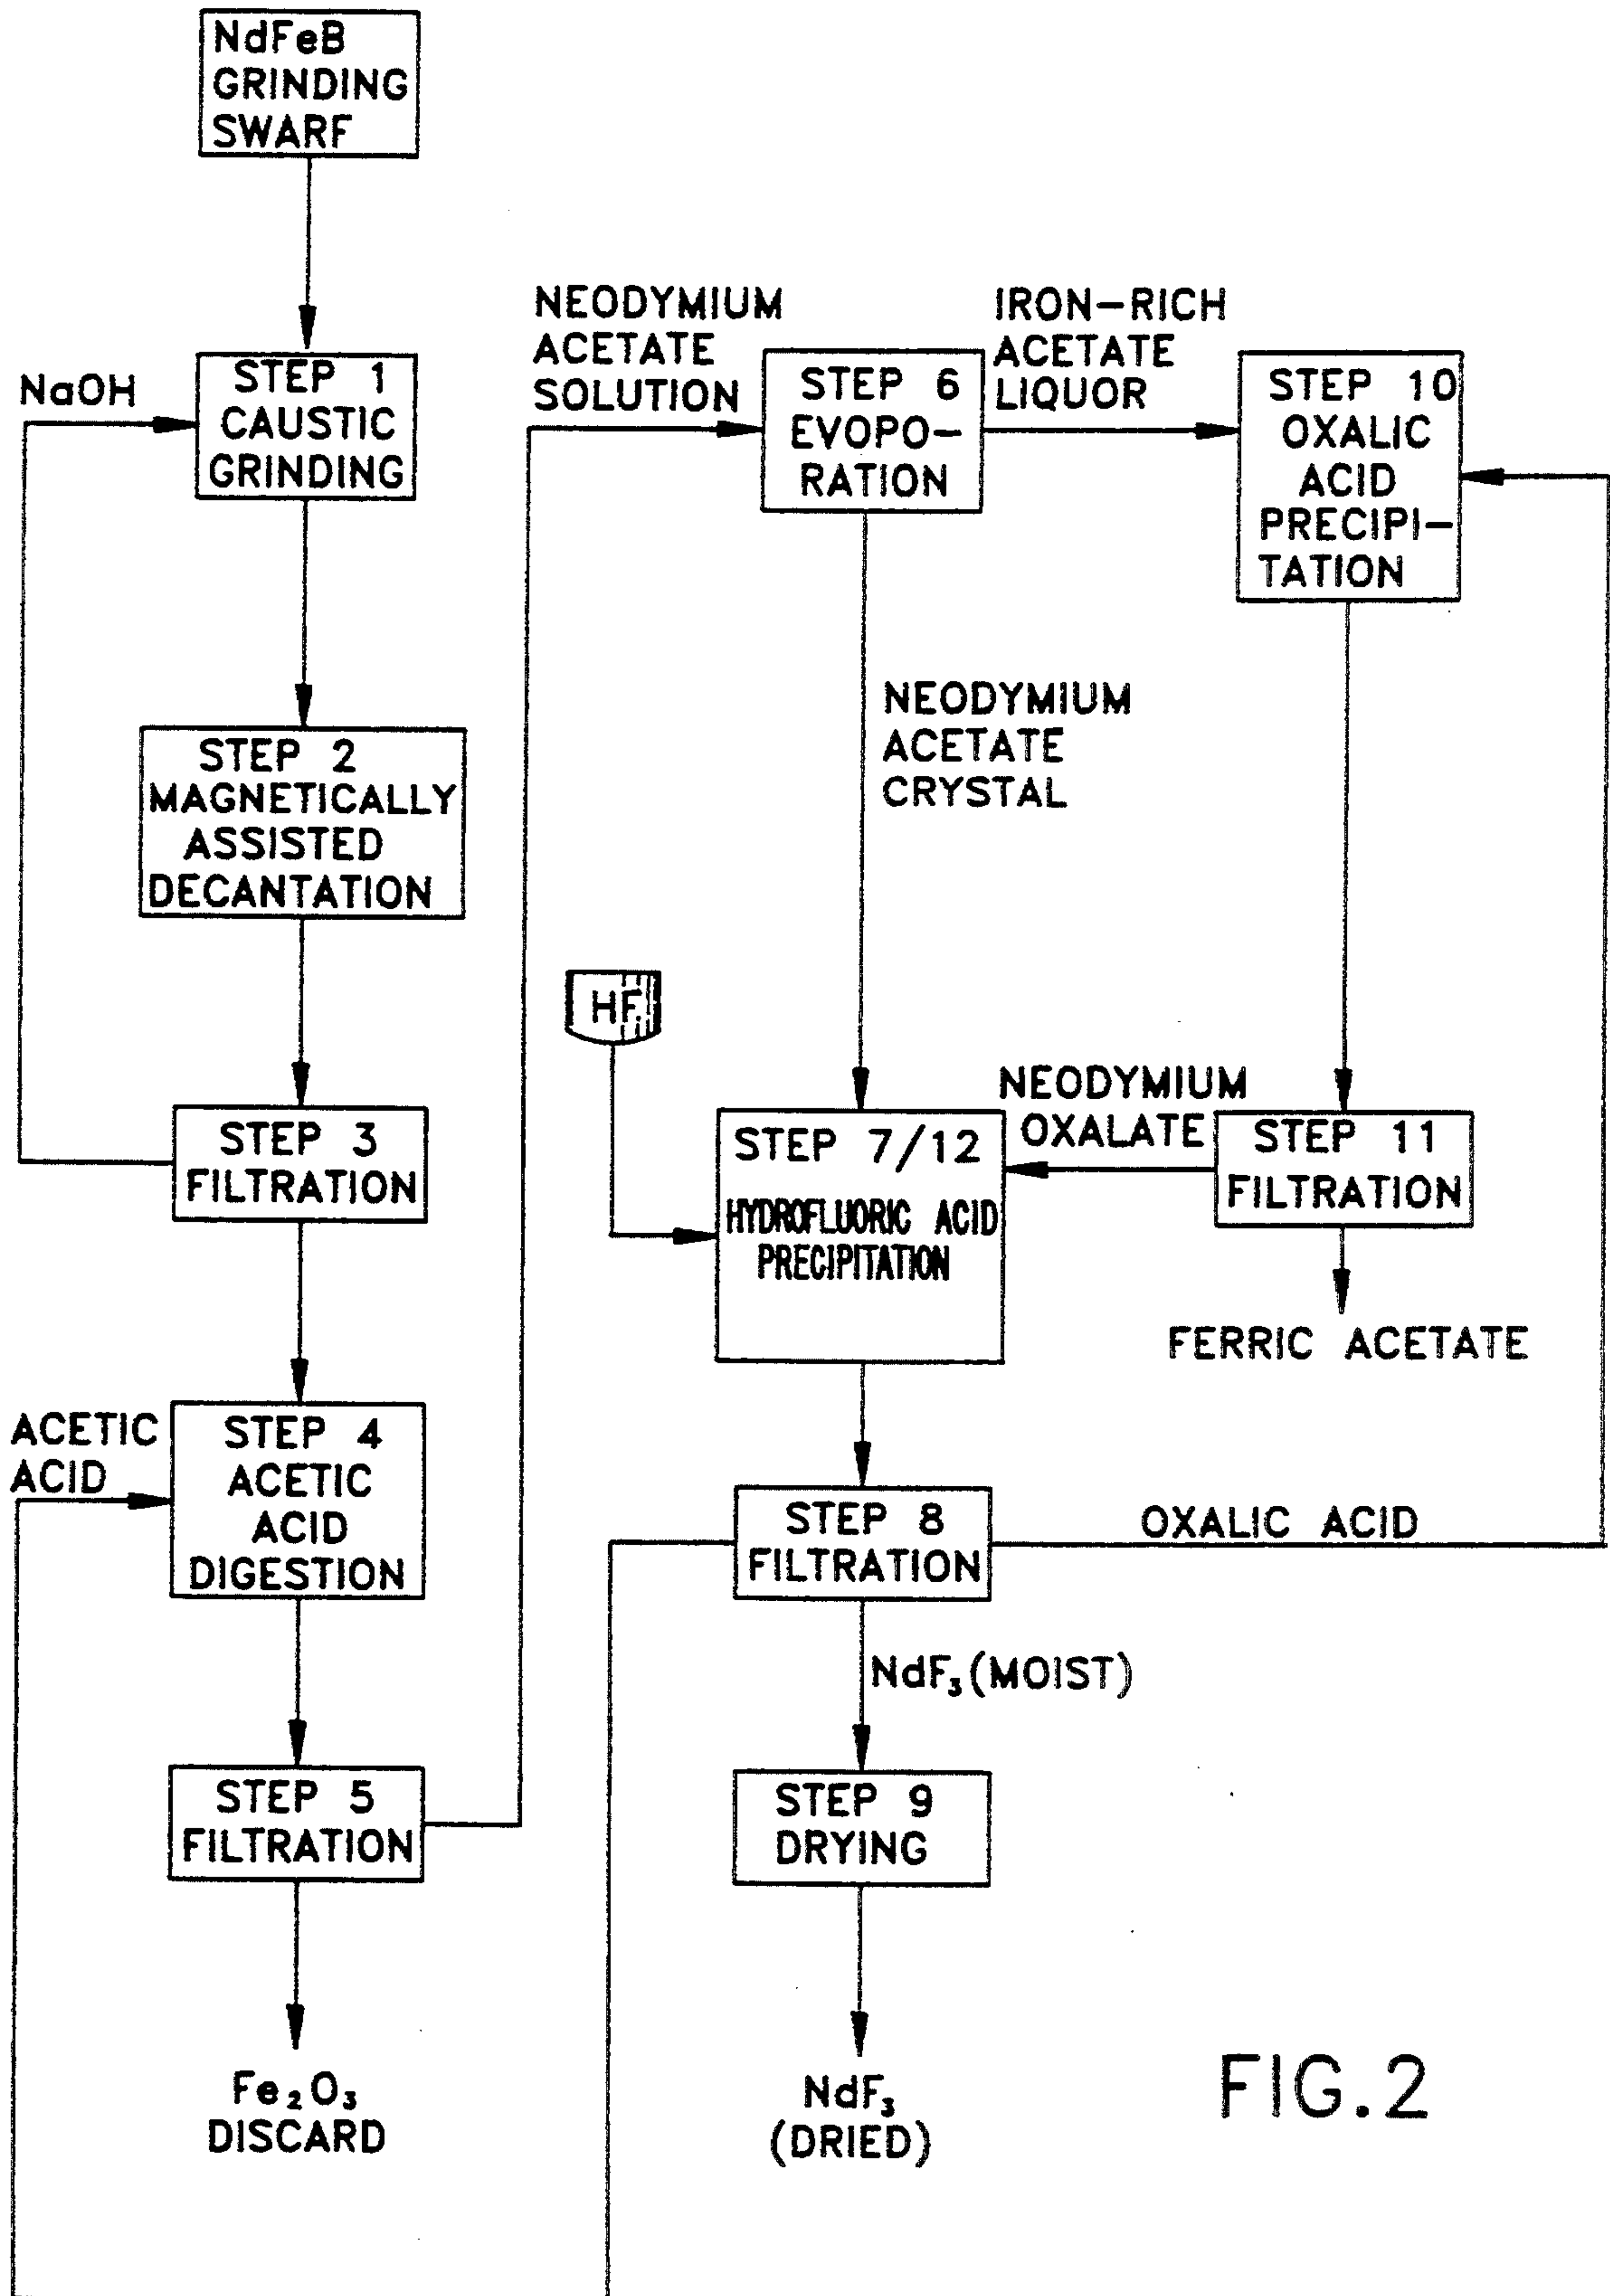 NdFeB
GRINDING
SWARF
NaOH
STEP 1
CAUSTIC
GRINDING
STEP 2
MAGNETICALLY
ASSISTED
DECANTATION
STEP 3
FILTRATION
ACETIC
ACID
STEP 4
ACETIC
ACID
DIGESTION
STEP 5
FILTRATION
Fe₂O₃
DISCARD
NEODYMIUM
ACETATE
SOLUTION
STEP 6
EVOPO-
RATION
IRON-RICH
ACETATE
LIQUOR
STEP 10
OXALIC
ACID
PRECIPI-
TATION
NEODYMIUM
ACETATE
CRYSTAL
HF
STEP 7/12
HYDROFLUORIC ACID
PRECIPITATION
NEODYMIUM
OXALATE
STEP 11
FILTRATION
FERRIC ACETATE
STEP 8
FILTRATION
OXALIC ACID
NdF₃(MOIST)
STEP 9
DRYING
NdF₃
(DRIED)
FIG.2